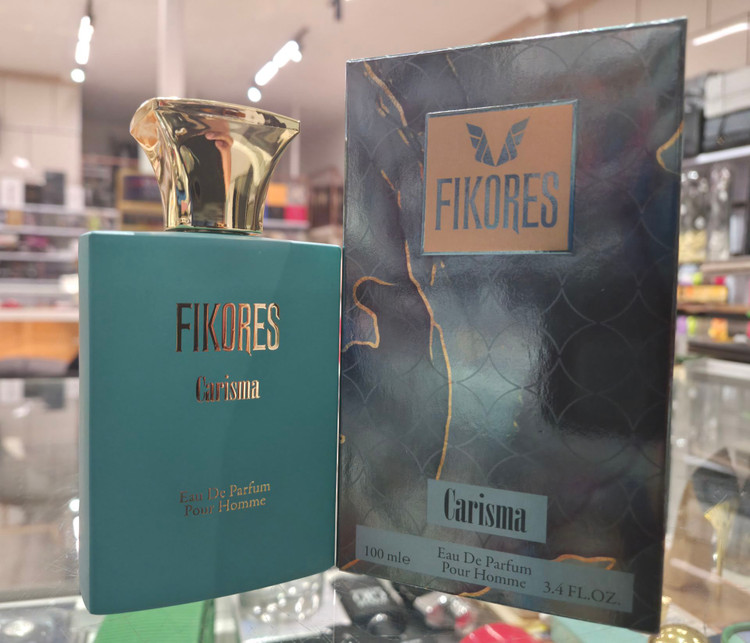 FIKORES
Carisma
Eau De Parfum
Pour Homme
FIKORES
Carisma
100 ml℮
Eau De Parfum
Pour Homme
3.4 FL.OZ.